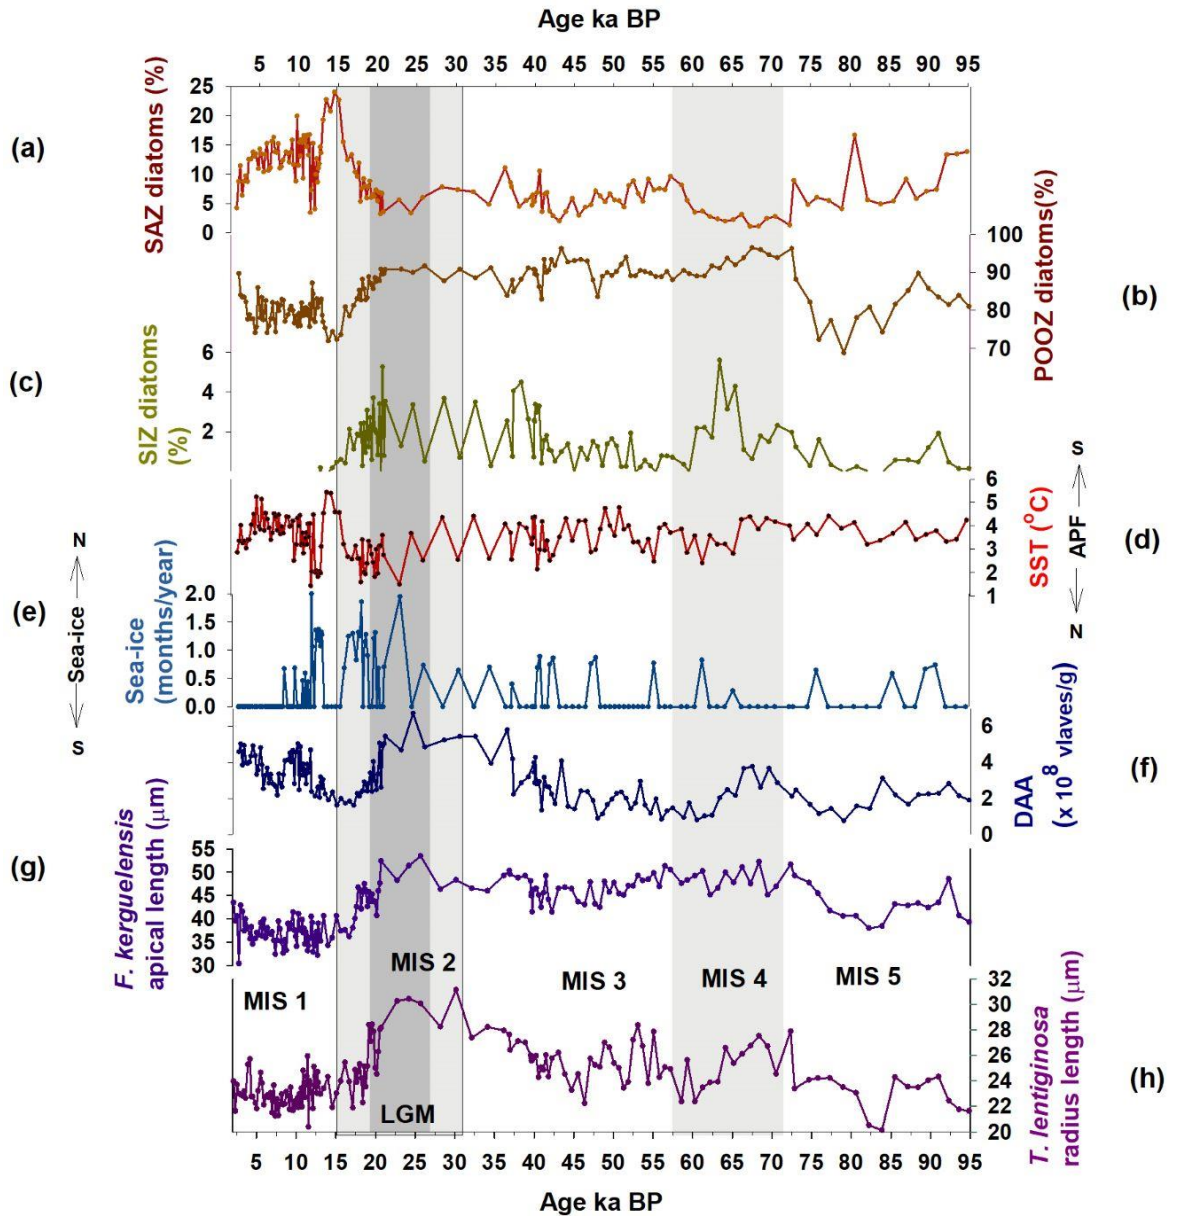 Age ka BP
5 10 15 20 25 30 35 40 45 50 55 60 65 70 75 80 85 90 95
(a)
SAZ diatoms (%)
25
20
15
10
5
0
(b)
POOZ diatoms(%)
100
90
80
70
(c)
SIZ diatoms
(%)
6
4
2
(d)
SST (°C)
6
5
4
3
2
1
S
APF
N
(e)
N
Sea-ice
S
Sea-ice
(months/year)
2.0
1.5
1.0
0.5
0.0
(f)
DAA
(x 10⁸ vlaves/g)
6
4
2
0
(g)
F. kerguelensis
apical length (μm)
55
50
45
40
35
30
MIS 1
MIS 2
MIS 3
MIS 4
MIS 5
LGM
(h)
T. lentiginosa
radius length (μm)
32
30
28
26
24
22
20
5 10 15 20 25 30 35 40 45 50 55 60 65 70 75 80 85 90 95
Age ka BP